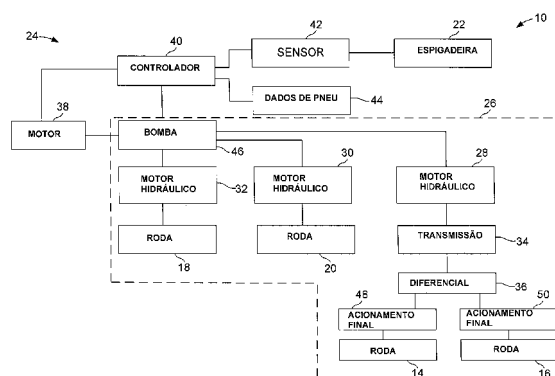 10
24
42
22
40
SENSOR
ESPIGADEIRA
CONTROLADOR
38
DADOS DE PNEU
44
26
MOTOR
BOMBA
46
30
28
MOTOR
HIDRÁULICO
32
MOTOR
HIDRÁULICO
MOTOR
HIDRÁULICO
RODA
RODA
TRANSMISSÃO
34
18
20
DIFERENCIAL
36
48
50
ACIONAMENTO
FINAL
ACIONAMENTO
FINAL
RODA
RODA
14
16